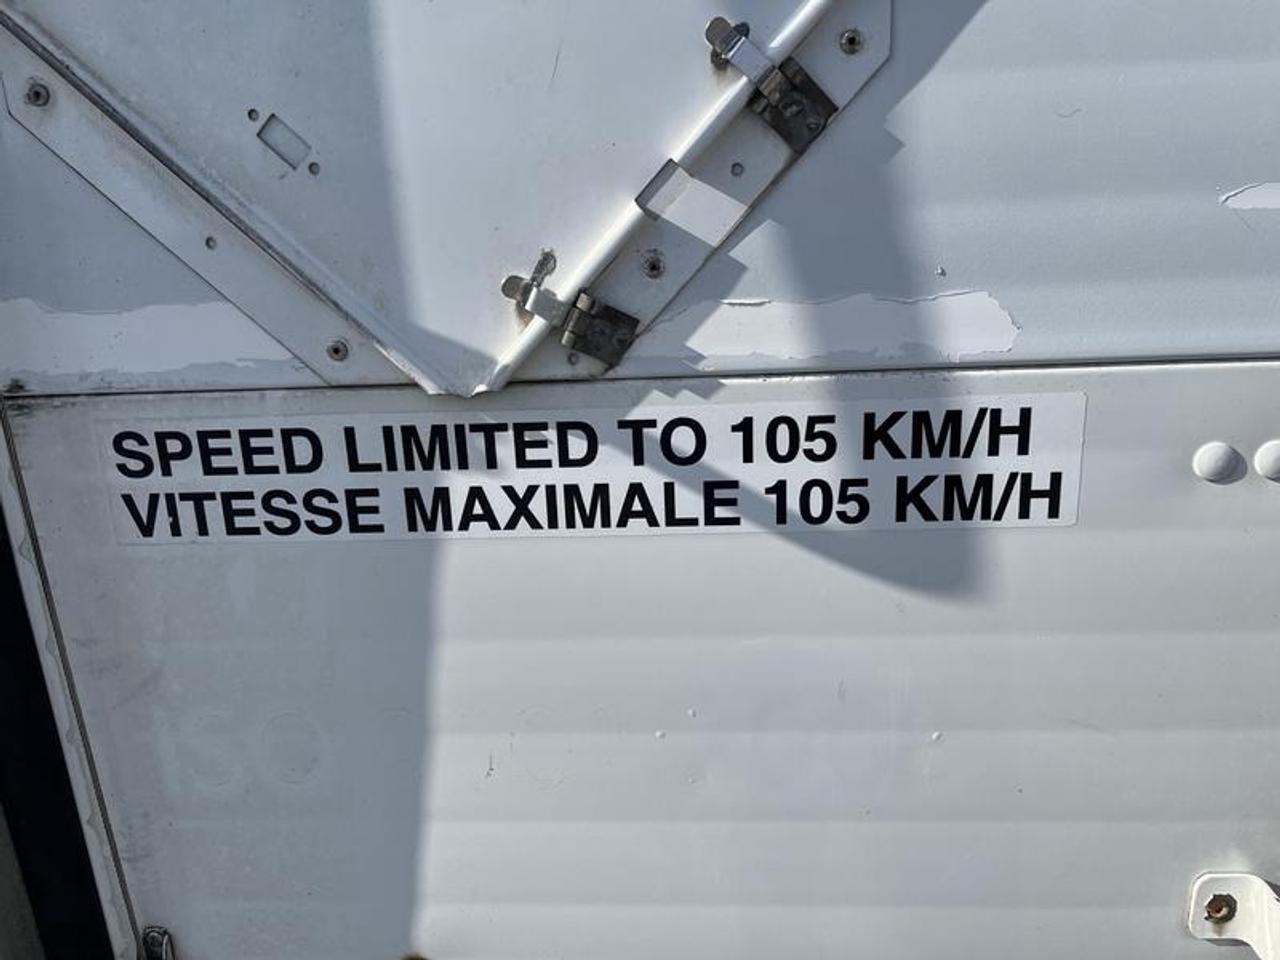 SPEED LIMITED TO 105 KM/H
VITESSE MAXIMALE 105 KM/H